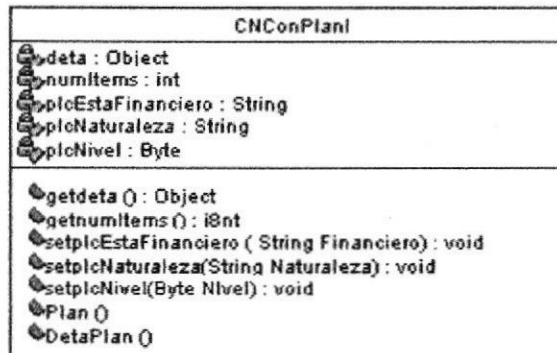 CNConPlanI
deta : Object
numItems : int
plcEstaFinanciero : String
plcNaturaleza : String
plcNivel : Byte
getdeta () : Object
getnumItems () : i8nt
setplcEstaFinanciero ( String Financiero) : void
setplcNaturaleza(String Naturaleza) : void
setplcNivel(Byte Nivel) : void
Plan ()
DetaPlan ()